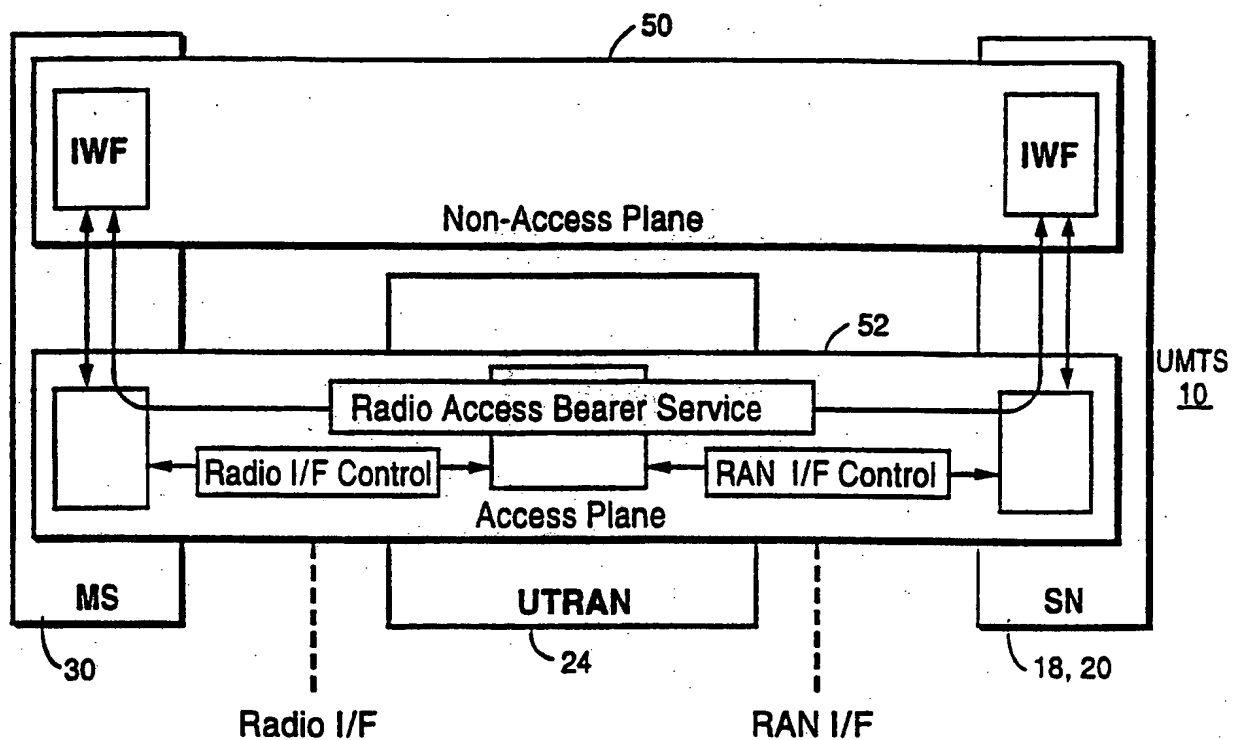 50
IWF
IWF
Non-Access Plane
52
UMTS
10
Radio Access Bearer Service
Radio I/F Control
RAN I/F Control
Access Plane
MS
UTRAN
SN
30
24
18, 20
Radio I/F
RAN I/F